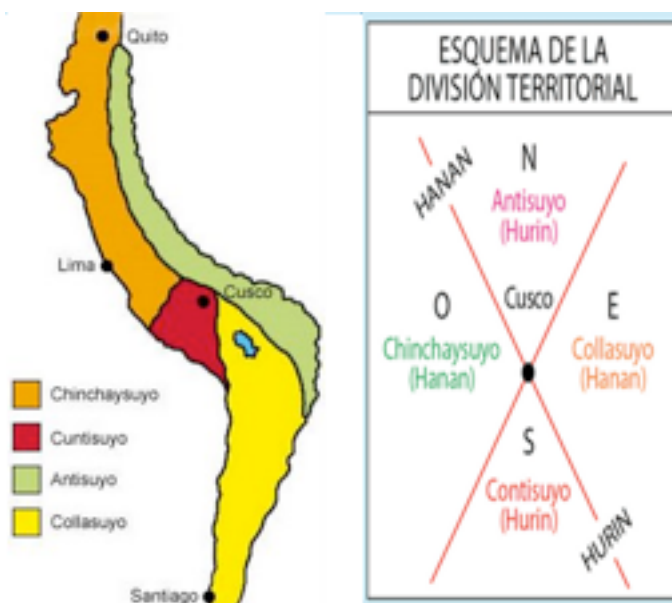 Quito
Lima
Cusco
Chinchaysuyo
Cuntisuyo
Antisuyo
Collasuyo
Santiago
ESQUEMA DE LA
DIVISIÓN TERRITORIAL
HANAN
N
Antisuyo
(Hurin)
O
Cusco
E
Chinchaysuyo
(Hanan)
Collasuyo
(Hanan)
S
Contisuyo
(Hurin)
HURIN